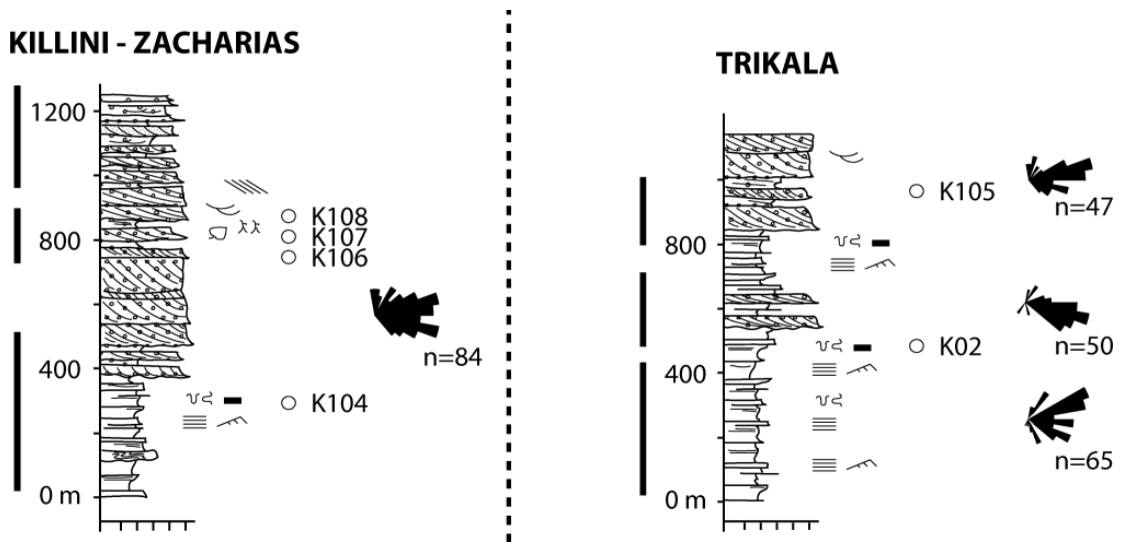 KILLINI - ZACHARIAS
1200
800
400
0 m
K108
K107
K106
K104
n=84
TRIKALA
800
400
0 m
K105
K02
n=47
n=50
n=65